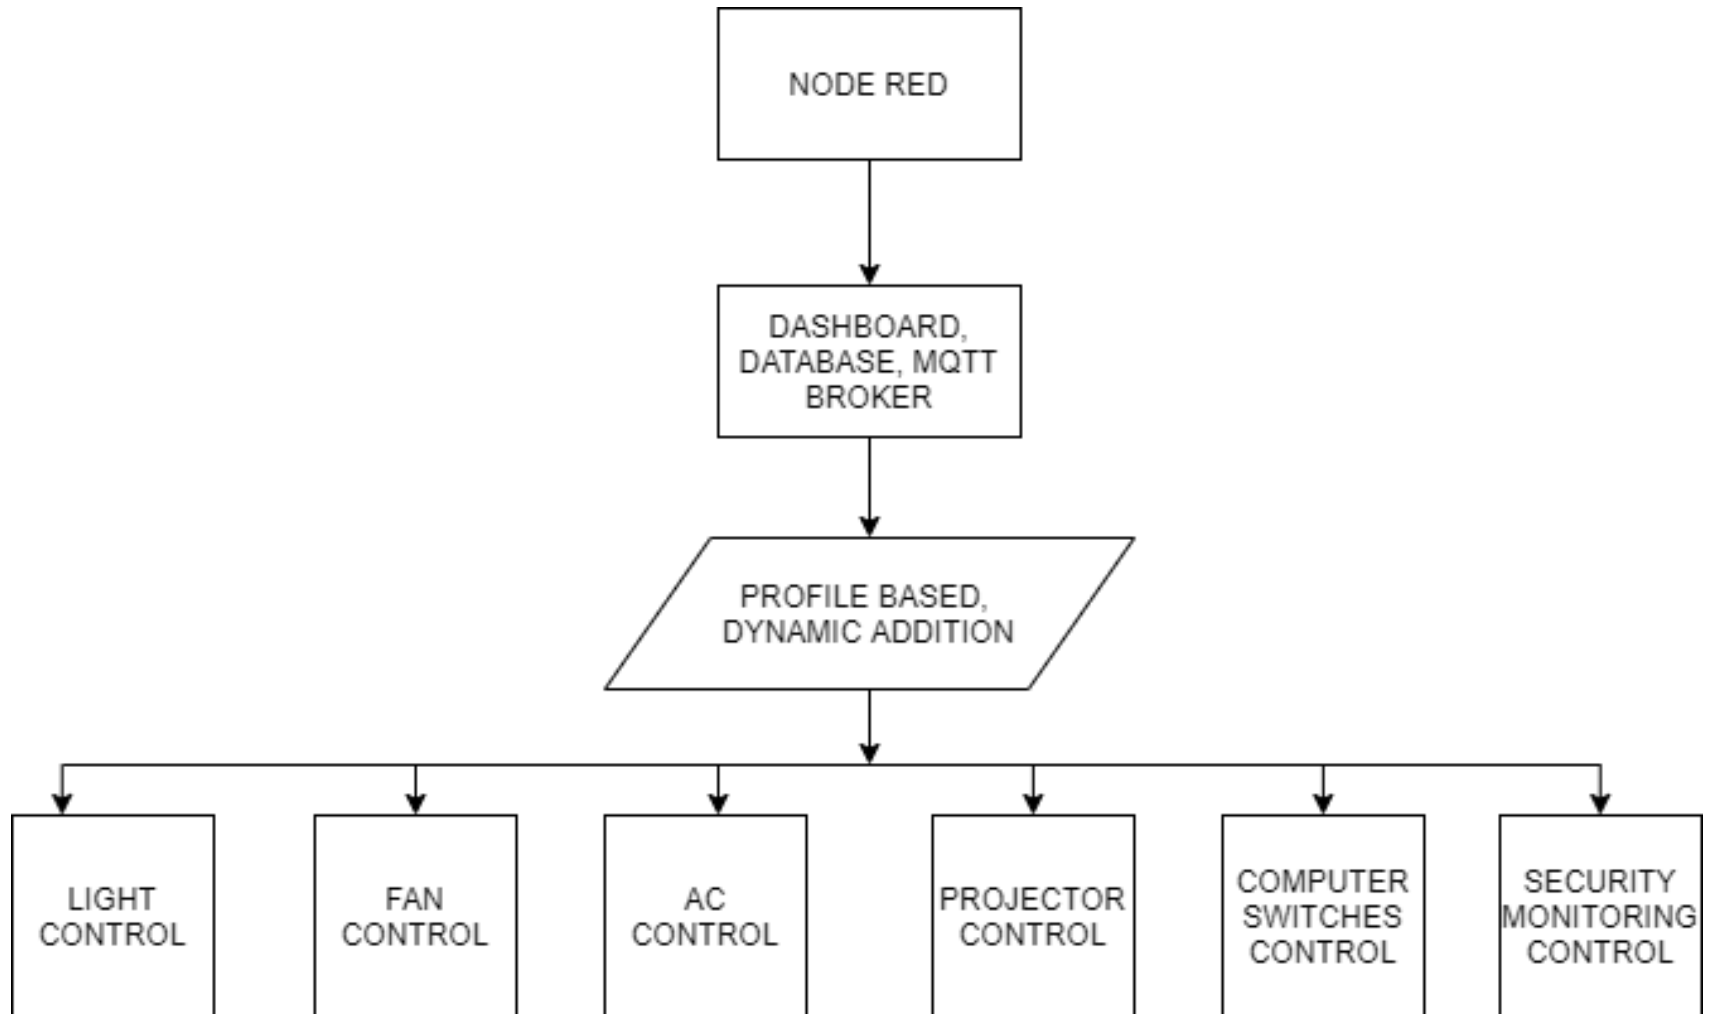 NODE RED
DASHBOARD,
DATABASE, MQTT
BROKER
PROFILE BASED,
DYNAMIC ADDITION
LIGHT
CONTROL
FAN
CONTROL
AC
CONTROL
PROJECTOR
CONTROL
COMPUTER
SWITCHES
CONTROL
SECURITY
MONITORING
CONTROL